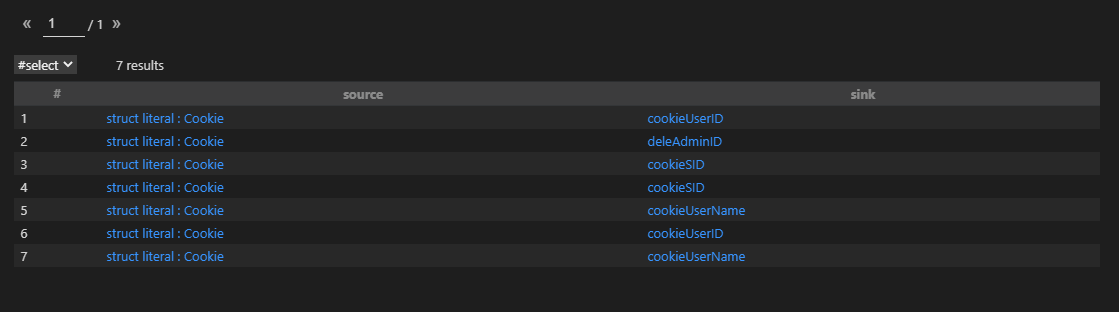 « 1 / 1 »
#select 7 results
# source sink
1 struct literal : Cookie cookieUserID
2 struct literal : Cookie deleAdminID
3 struct literal : Cookie cookieSID
4 struct literal : Cookie cookieSID
5 struct literal : Cookie cookieUserName
6 struct literal : Cookie cookieUserID
7 struct literal : Cookie cookieUserName